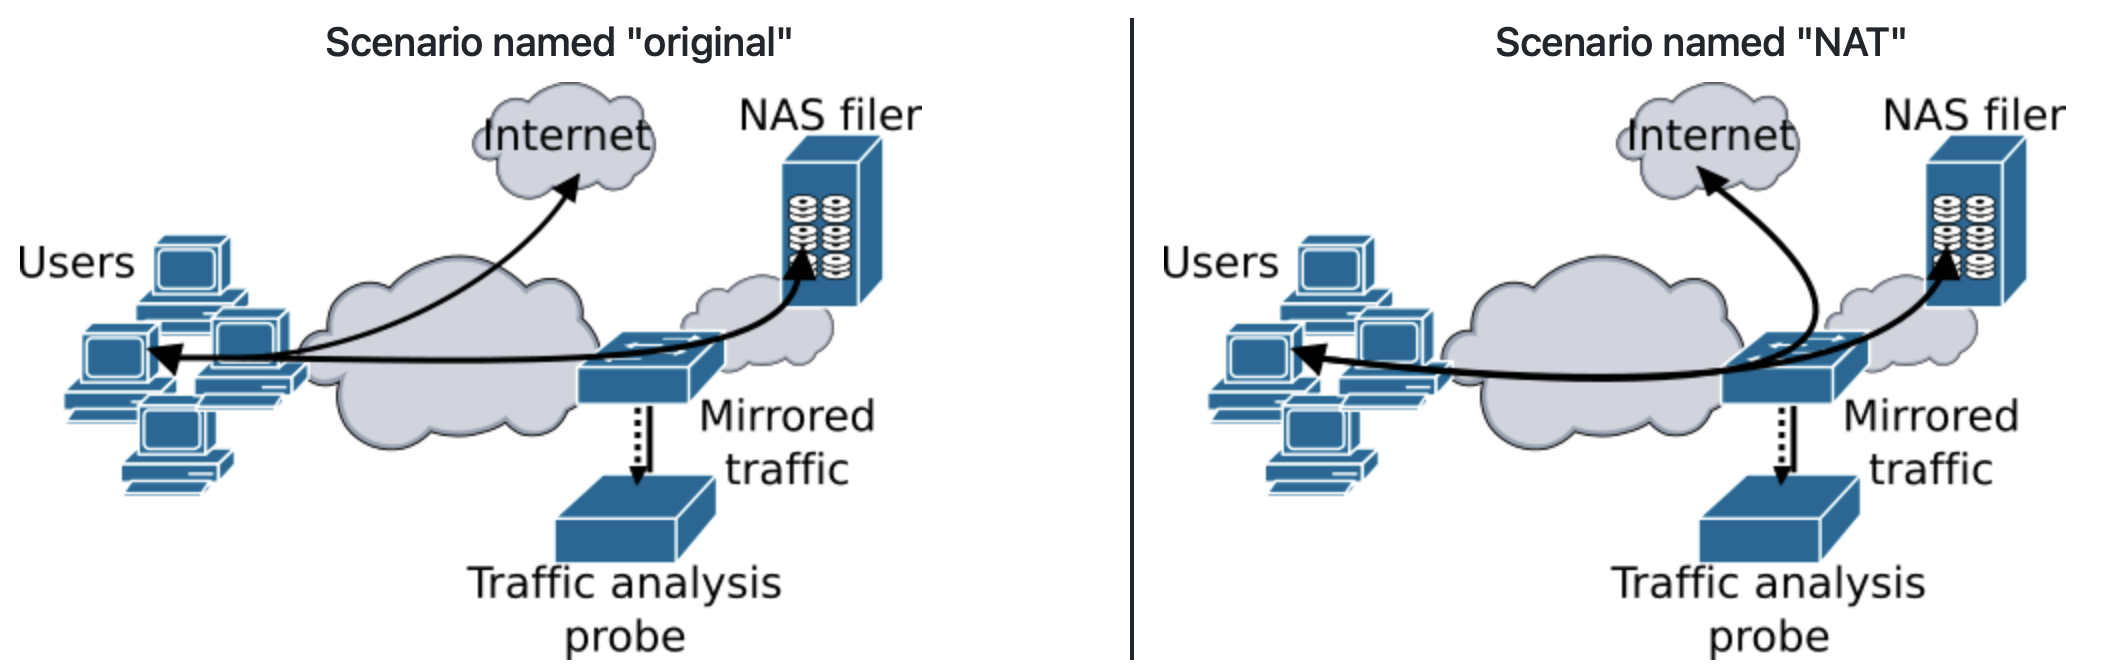 Scenario named "original"
Internet
NAS filer
Users
Mirrored
traffic
Traffic analysis
probe
Scenario named "NAT"
Internet
NAS filer
Users
Mirrored
traffic
Traffic analysis
probe